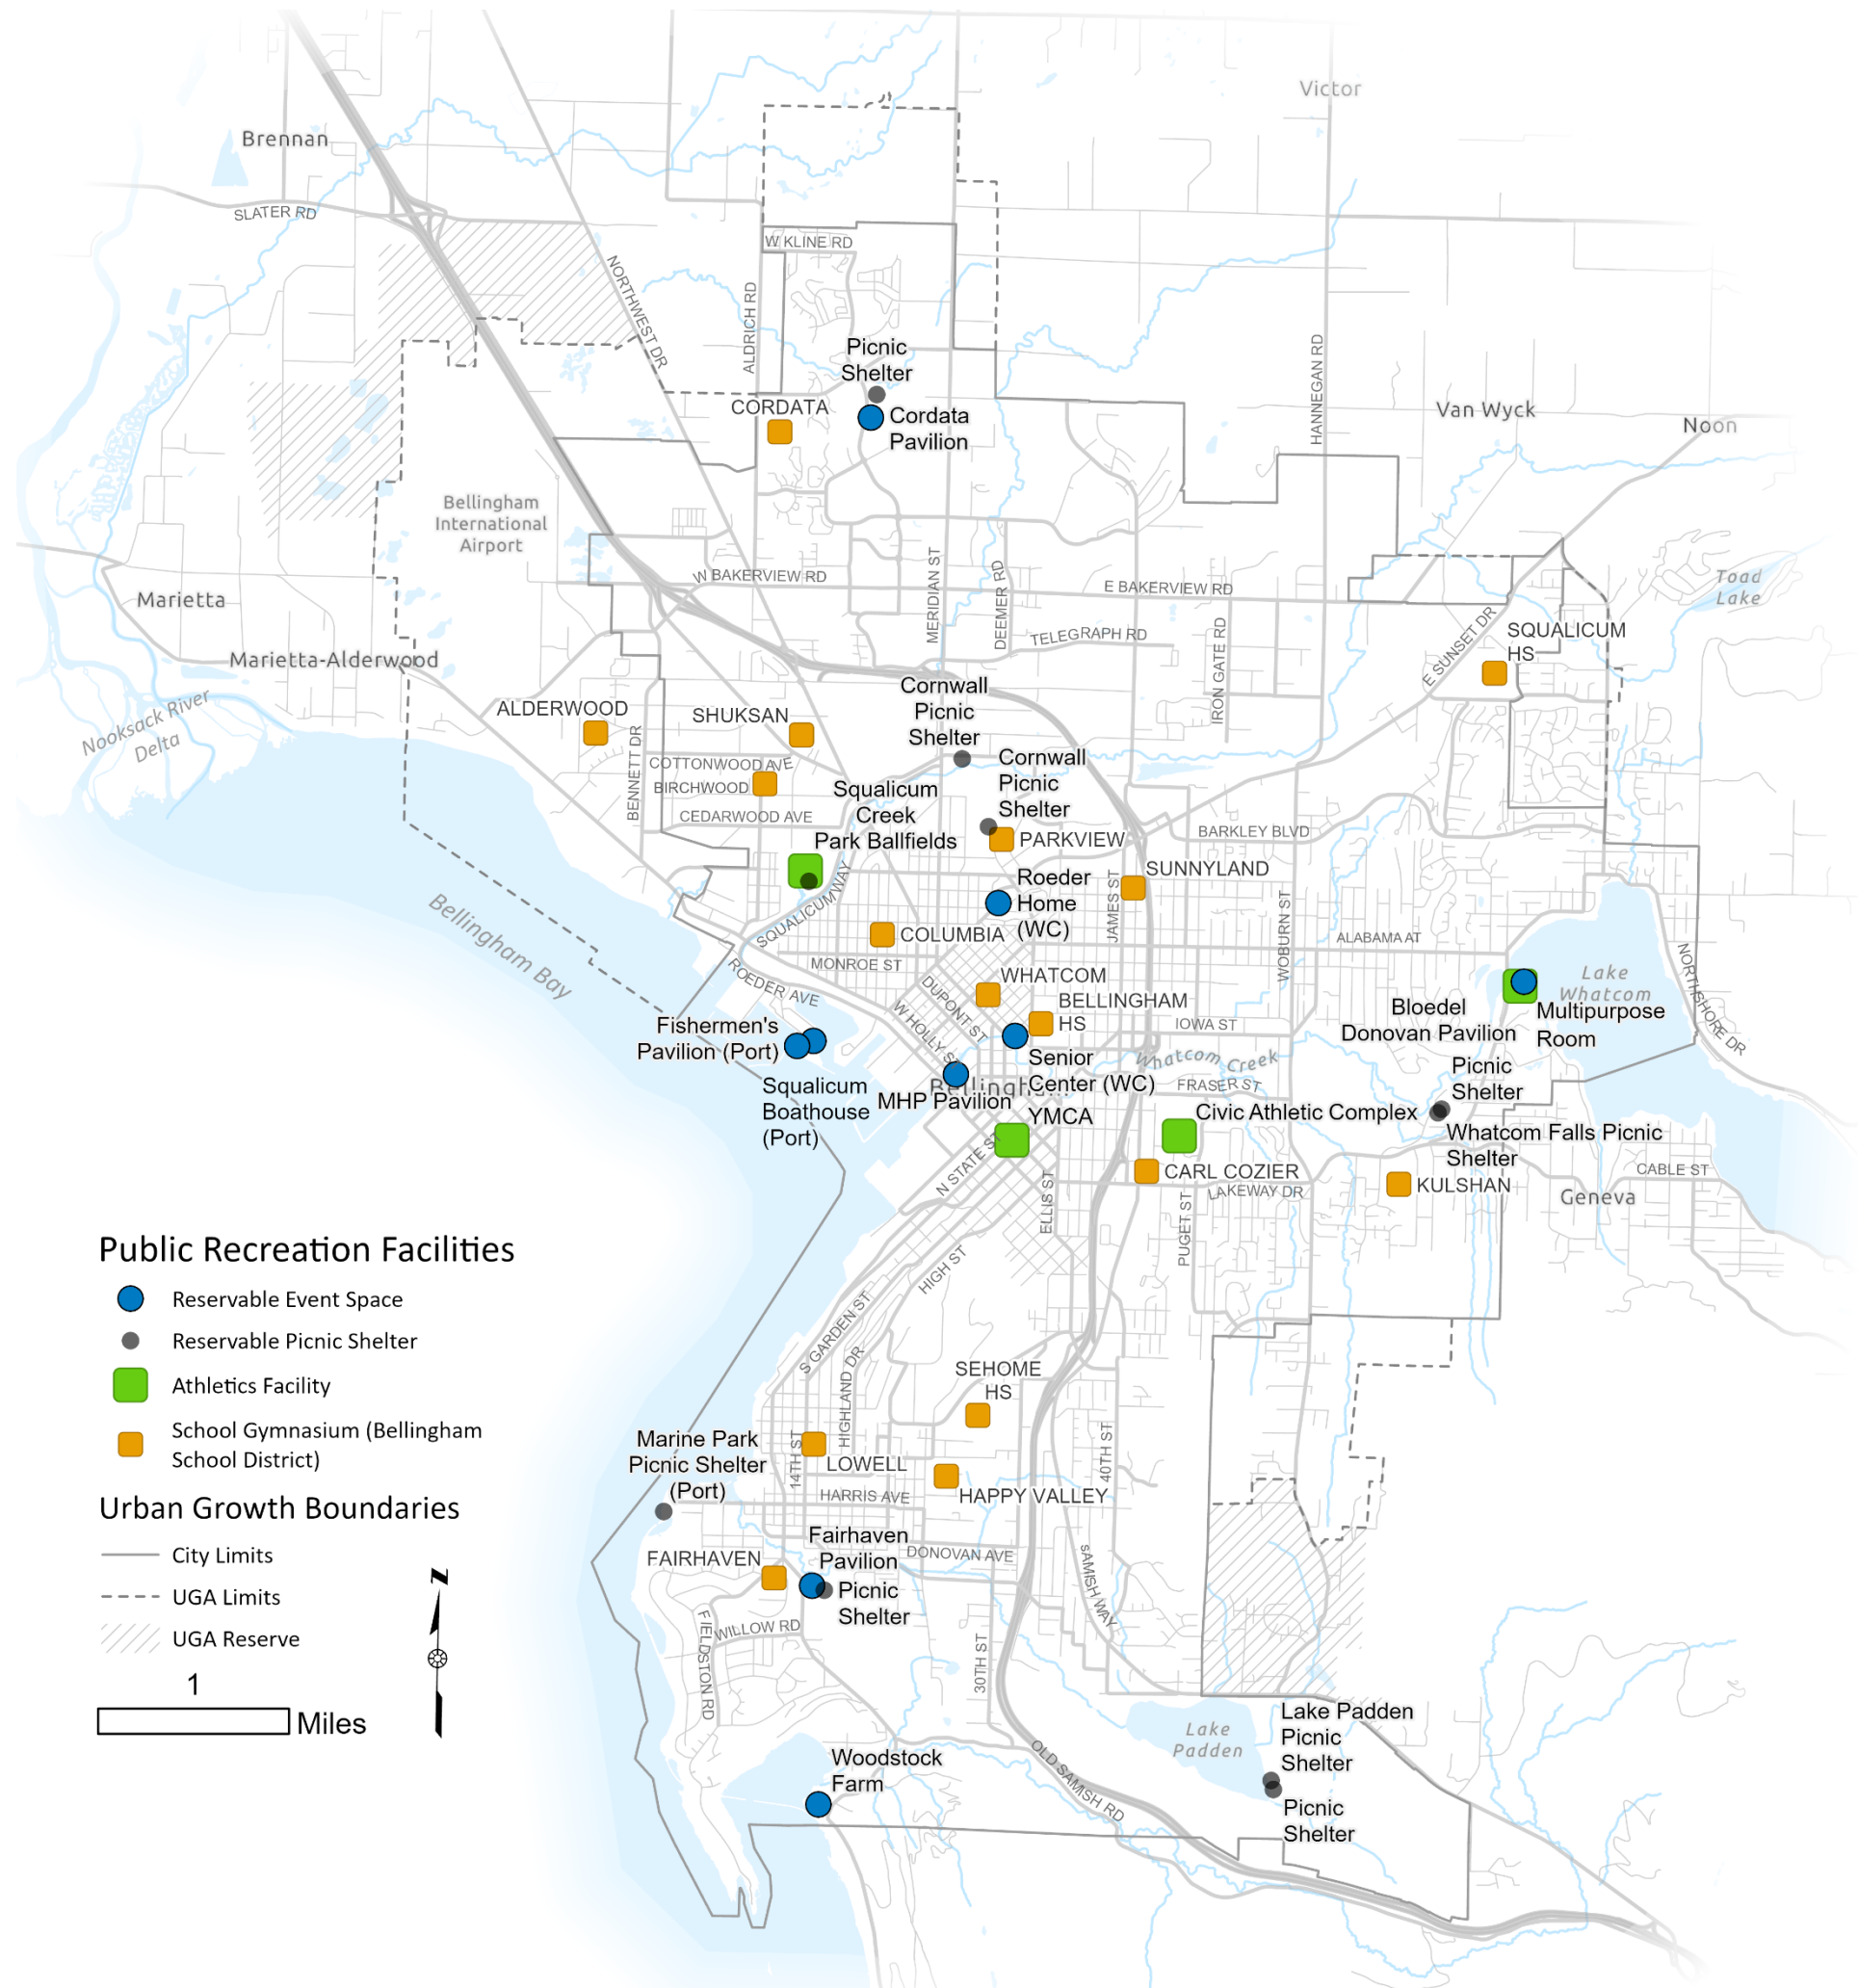 Victor
Brennan
SLATER RD
W KLINE RD
NORTHWEST DR
ALDRICH RD
HANNEGAN RD
Picnic
Shelter
CORDATA
Cordata
Pavilion
Van Wyck
Noon
Bellingham
International
Airport
W BAKERVIEW RD
MERIDIAN ST
DEEMER RD
E BAKERVIEW RD
Toad
Lake
Marietta
TELEGRAPH RD
IRON GATE RD
E SUNSET DR
SQUALICUM
HS
Marietta-Alderwood
Nooksack River
Delta
ALDERWOOD
SHUKSAN
Cornwall
Picnic
Shelter
BENNETT DR
COTTONWOOD AVE
BIRCHWOOD
CEDARWOOD AVE
Cornwall
Picnic
Shelter
Squalicum
Creek
Park Ballfields
PARKVIEW
BARKLEY BLVD
SUNNYLAND
Roeder
Home
(WC)
JAMES ST
WOBURN ST
SQUALICUM WAY
COLUMBIA
ALABAMA AT
MONROE ST
ROEDER AVE
Bellingham Bay
DUPONT ST
W HOLLY ST
WHATCOM
BELLINGHAM
HS
IOWA ST
Lake
Whatcom
NORTHSHORE DR
Bloedel
Donovan Pavilion
Multipurpose
Room
Fishermen's
Pavilion (Port)
Squalicum
Boathouse
(Port)
Senior
Center (WC)
Whatcom Creek
FRASER ST
Bellingham
MHP Pavilion
YMCA
Civic Athletic Complex
Picnic
Shelter
Whatcom Falls Picnic
Shelter
N STATE ST
ELLIS ST
CARL COZIER
LAKEWAY DR
PUGET ST
KULSHAN
CABLE ST
Geneva
HIGH ST
S GARDEN ST
HIGHLAND DR
SEHOME
HS
14TH ST
LOWELL
40TH ST
Marine Park
Picnic Shelter
(Port)
HARRIS AVE
HAPPY VALLEY
Fairhaven
Pavilion
DONOVAN AVE
FAIRHAVEN
Picnic
Shelter
sAMISH WAY
FIELDSTON RD
WILLOW RD
30TH ST
Lake
Padden
Lake Padden
Picnic
Shelter
Picnic
Shelter
Woodstock
Farm
OLD SAMISH RD
Public Recreation Facilities
Reservable Event Space
Reservable Picnic Shelter
Athletics Facility
School Gymnasium (Bellingham
School District)
Urban Growth Boundaries
City Limits
UGA Limits
UGA Reserve
N
1
Miles